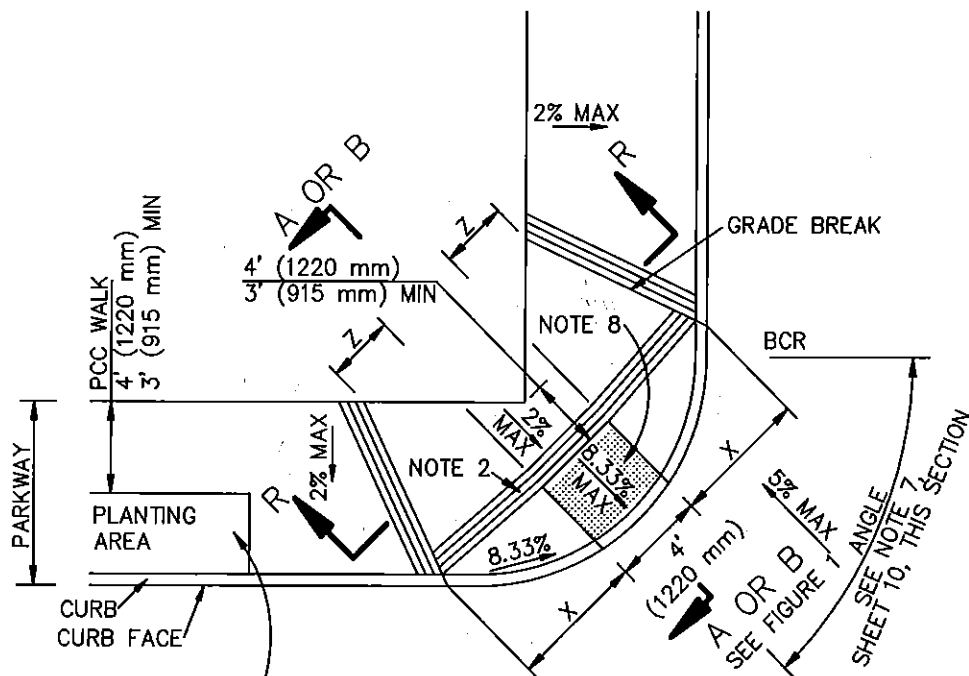 2% MAX
R
A OR B
Z
GRADE BREAK
4' (1220 mm)
3' (915 mm) MIN
NOTE 8
BCR
PCC WALK
4' (1220 mm)
3' (915 mm) MIN
Z
2%
MAX
8.33%
MAX
X
2% MAX
NOTE 2
R
PARKWAY
PLANTING
AREA
8.33%
4'
(1220 mm)
X
5% MAX
A OR B
SEE FIGURE 1
ANGLE
SEE NOTE 7,
SHEET 10, THIS SECTION
CURB
CURB FACE